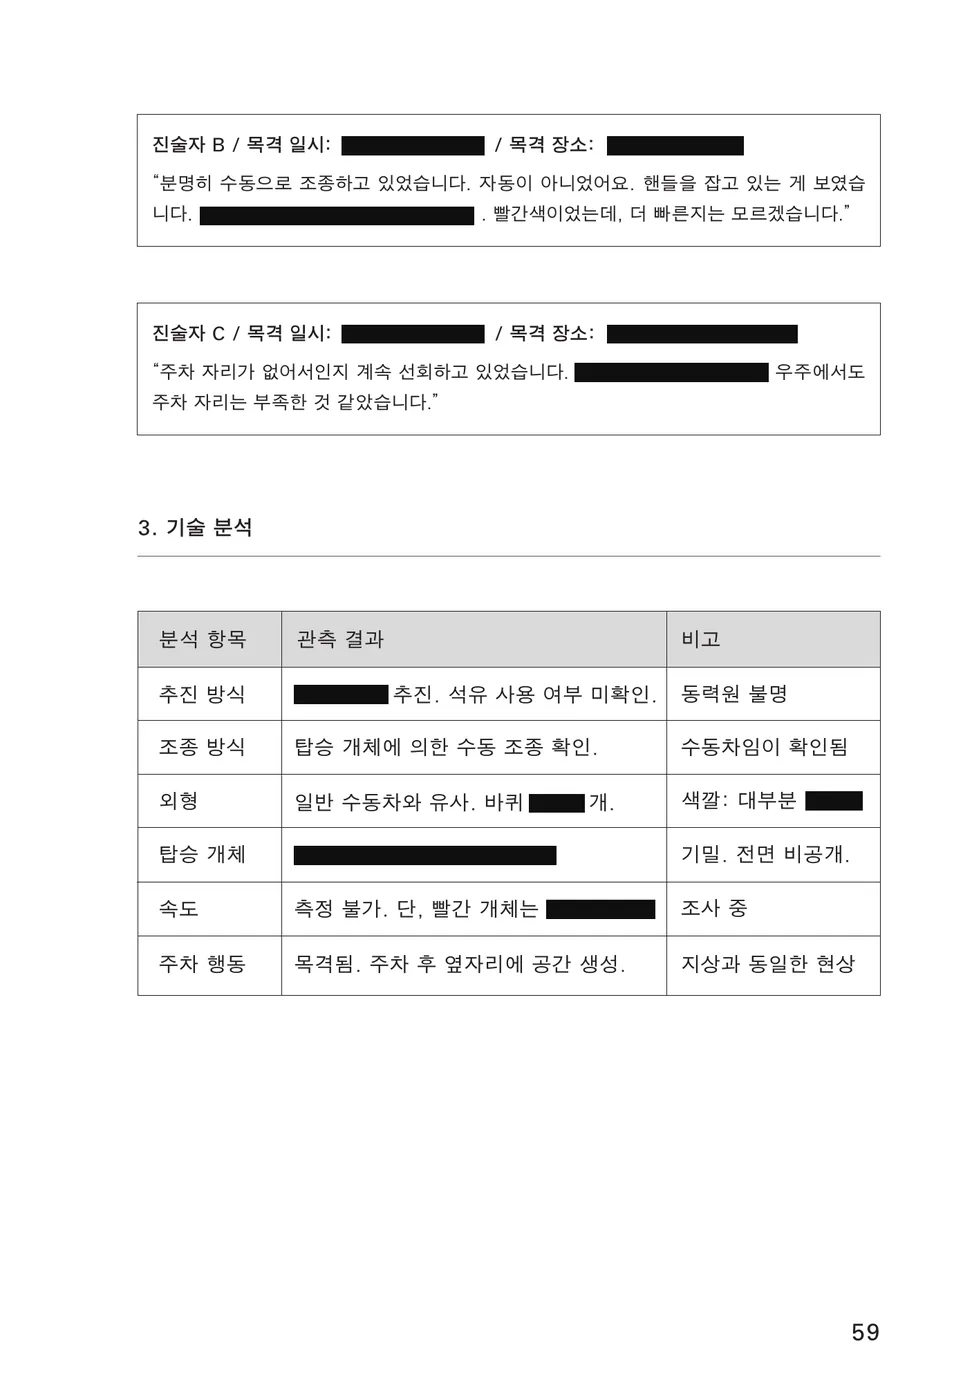 진술자 B / 목격 일시: / 목격 장소:
“분명히 수동으로 조종하고 있었습니다. 자동이 아니었어요. 핸들을 잡고 있는 게 보였습
니다. . 빨간색이었는데, 더 빠른지는 모르겠습니다.”
진술자 C / 목격 일시: / 목격 장소:
“주차 자리가 없어서인지 계속 선회하고 있었습니다. 우주에서도
주차 자리는 부족한 것 같았습니다.”
3. 기술 분석
분석 항목 관측 결과 비고
추진 방식 추진. 석유 사용 여부 미확인. 동력원 불명
조종 방식 탑승 개체에 의한 수동 조종 확인. 수동차임이 확인됨
외형 일반 수동차와 유사. 바퀴 개. 색깔: 대부분
탑승 개체 기밀. 전면 비공개.
속도 측정 불가. 단, 빨간 개체는 조사 중
주차 행동 목격됨. 주차 후 옆자리에 공간 생성. 지상과 동일한 현상
59